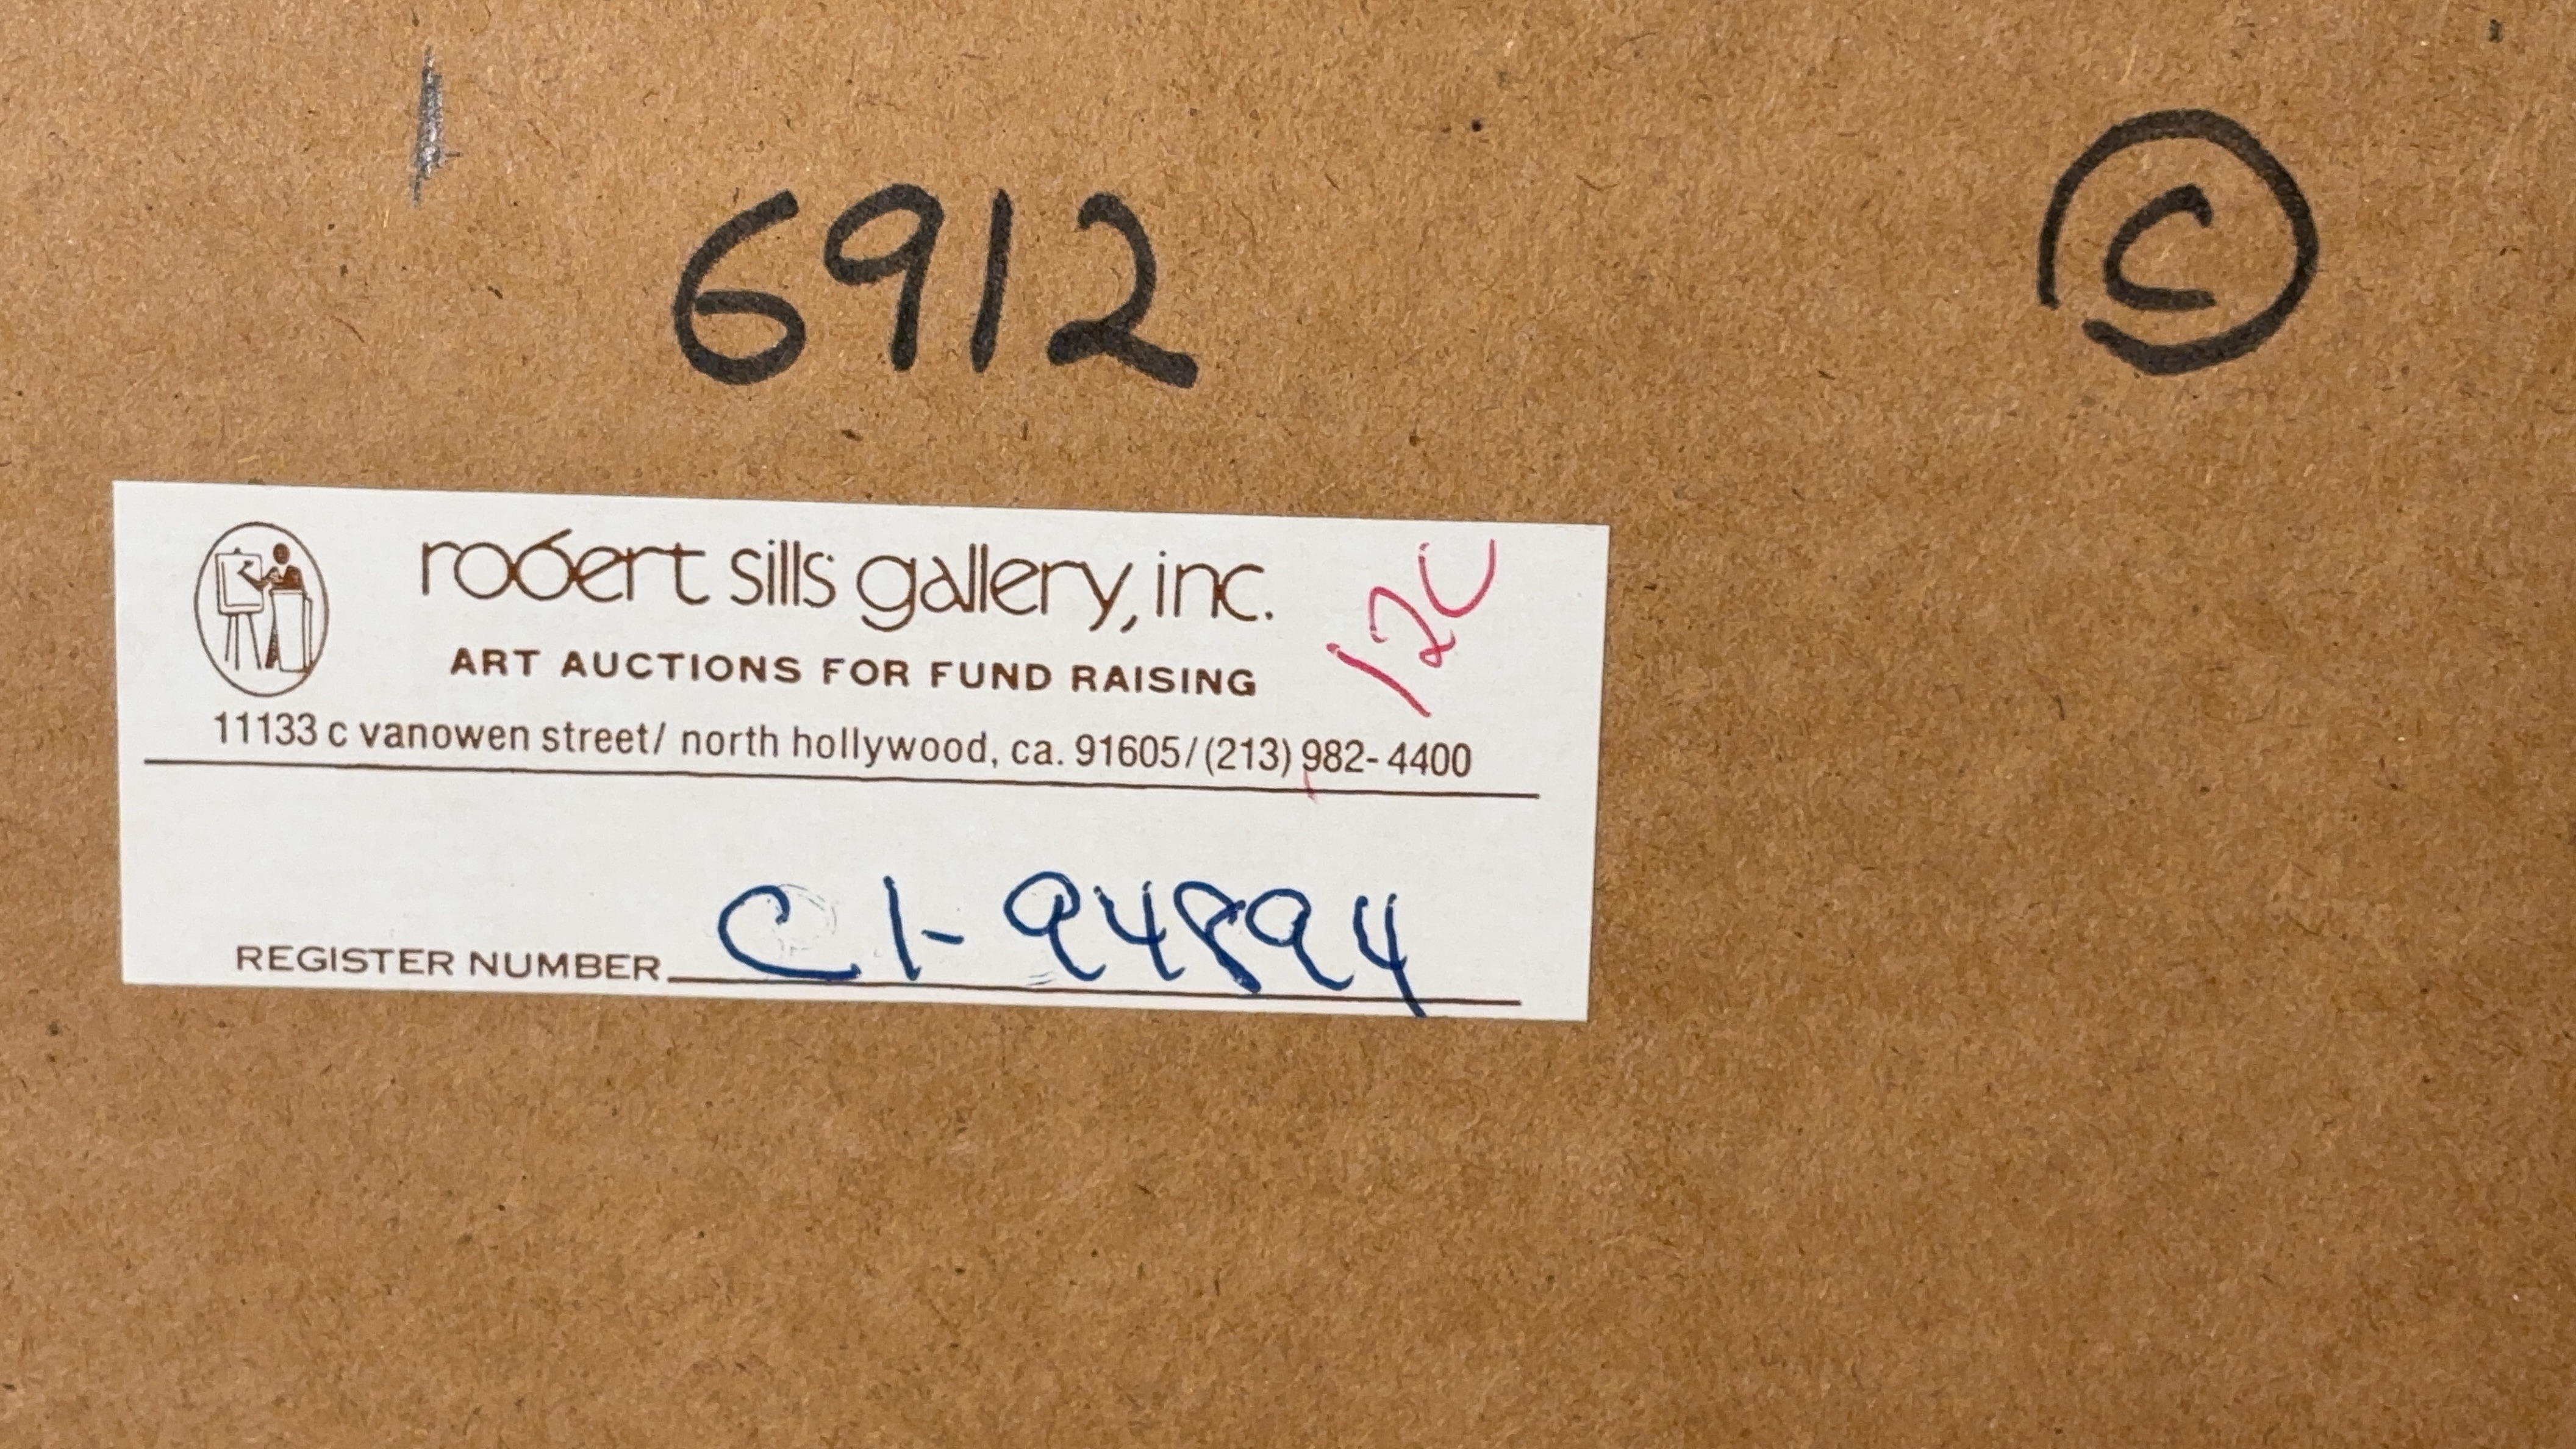 6912
©
robert sills gallery, inc.
120
ART AUCTIONS FOR FUND RAISING
11133 c vanowen street/ north hollywood, ca. 91605/(213) 982-4400
REGISTER NUMBER C1-94894